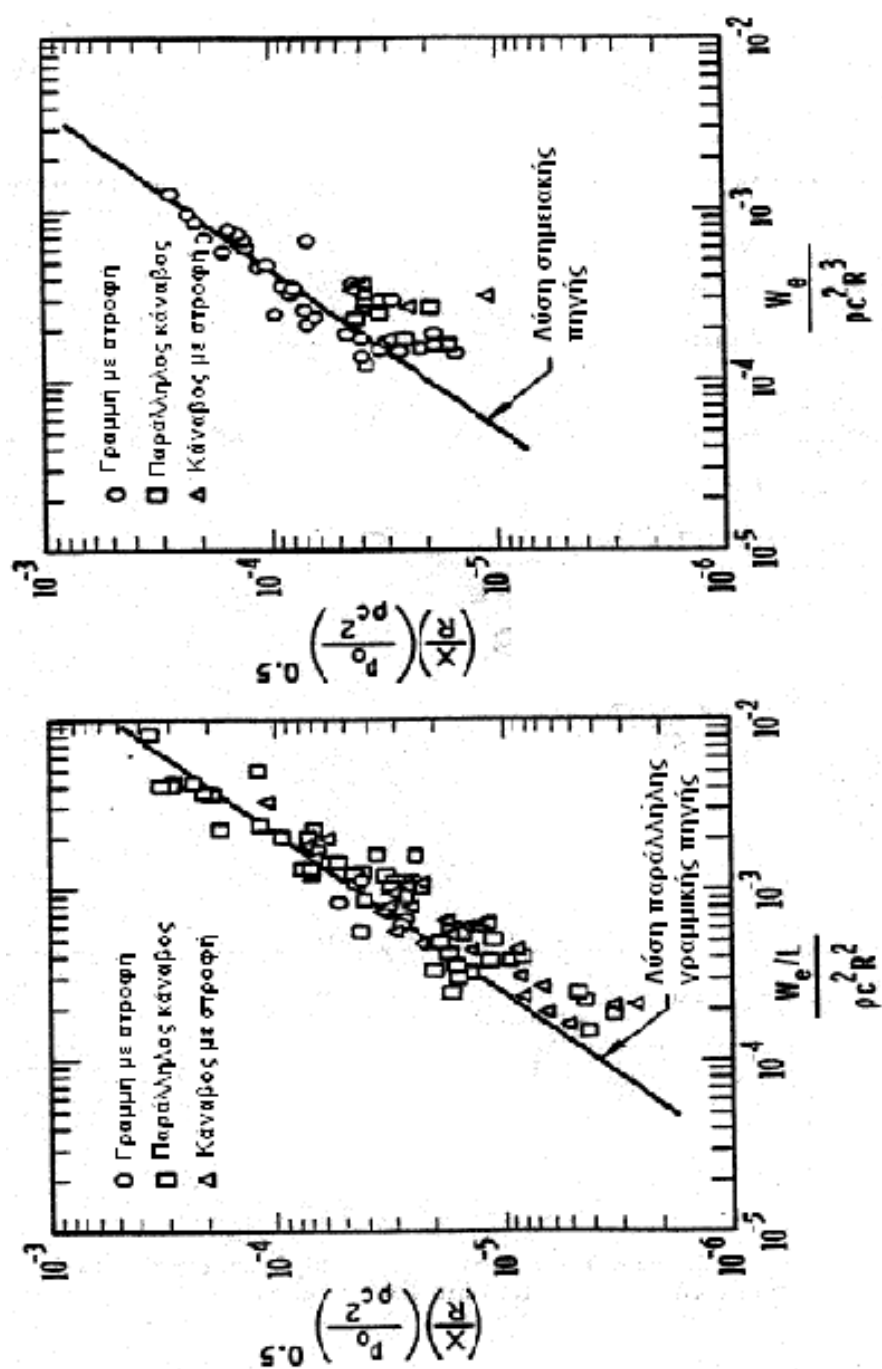 10⁻³
10⁻⁴
10⁻⁵
10⁻⁶
(x/R)(P₀/ρc²)^0.5
○ Γραμμή με στροφή
□ Παράλληλος κάναβος
△ Κάναβος με στροφή
Λύση παράλληλης
γραμμικής πηγής
10⁻⁵
10⁻⁴
10⁻³
10⁻²
W_e/L
ρc²R²
10⁻³
10⁻⁴
10⁻⁵
10⁻⁶
(x/R)(P₀/ρc²)^0.5
○ Γραμμή με στροφή
□ Παράλληλος κάναβος
△ Κάναβος με στροφή
Λύση σημειακής
πηγής
10⁻⁵
10⁻⁴
10⁻³
10⁻²
W_e
ρc²R³